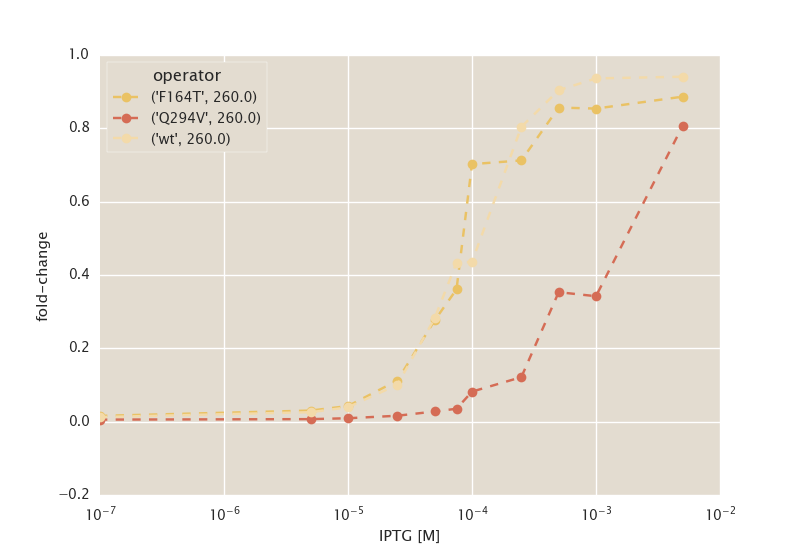 1.0
0.8
0.6
0.4
0.2
0.0
−0.2
fold−change
operator
('F164T', 260.0)
('Q294V', 260.0)
('wt', 260.0)
10⁻⁷ 10⁻⁶ 10⁻⁵ 10⁻⁴ 10⁻³ 10⁻²
IPTG [M]